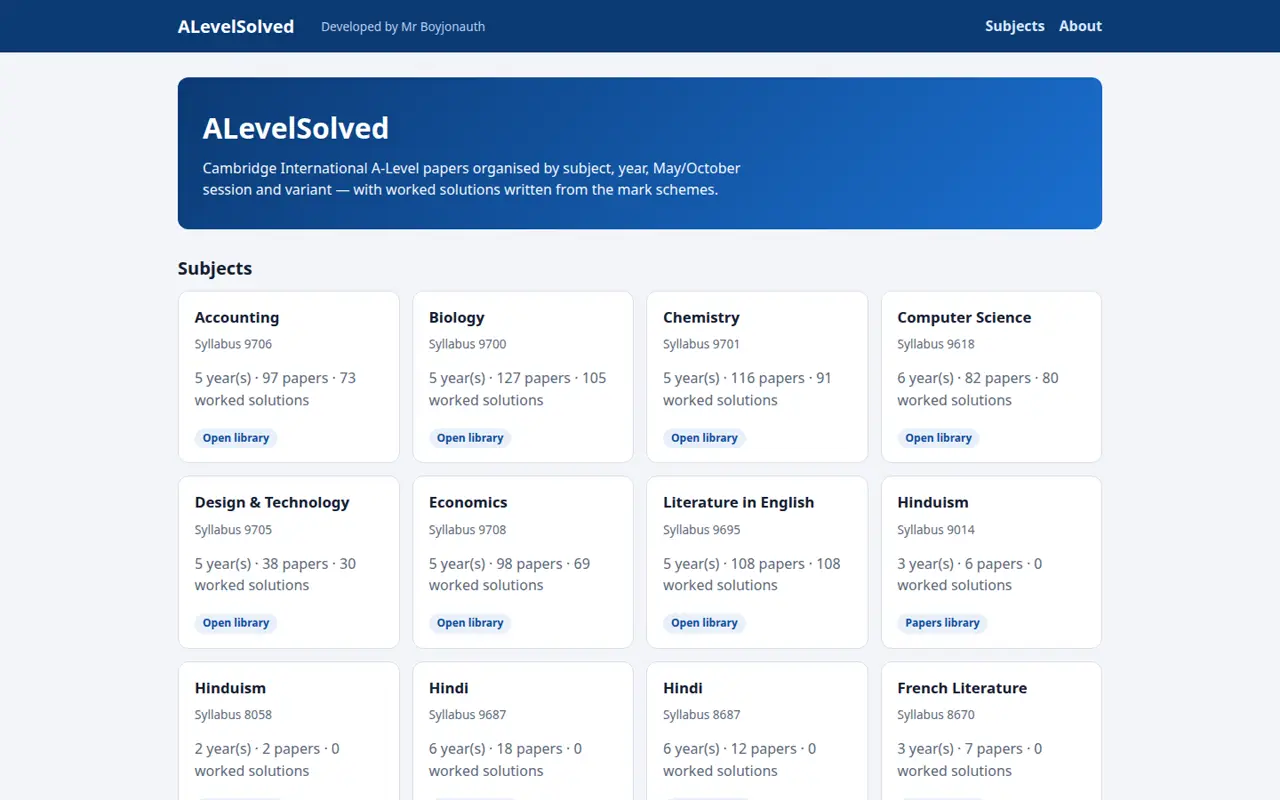 ALevelSolved
Developed by Mr Boyjonauth
Subjects
About
ALevelSolved
Cambridge International A-Level papers organised by subject, year, May/October
session and variant — with worked solutions written from the mark schemes.
Subjects
Accounting
Syllabus 9706
5 year(s) · 97 papers · 73
worked solutions
Open library
Biology
Syllabus 9700
5 year(s) · 127 papers · 105
worked solutions
Open library
Chemistry
Syllabus 9701
5 year(s) · 116 papers · 91
worked solutions
Open library
Computer Science
Syllabus 9618
6 year(s) · 82 papers · 80
worked solutions
Open library
Design & Technology
Syllabus 9705
5 year(s) · 38 papers · 30
worked solutions
Open library
Economics
Syllabus 9708
5 year(s) · 98 papers · 69
worked solutions
Open library
Literature in English
Syllabus 9695
5 year(s) · 108 papers · 108
worked solutions
Open library
Hinduism
Syllabus 9014
3 year(s) · 6 papers · 0
worked solutions
Papers library
Hinduism
Syllabus 8058
2 year(s) · 2 papers · 0
worked solutions
Hindi
Syllabus 9687
6 year(s) · 18 papers · 0
worked solutions
Hindi
Syllabus 8687
6 year(s) · 12 papers · 0
worked solutions
French Literature
Syllabus 8670
3 year(s) · 7 papers · 0
worked solutions